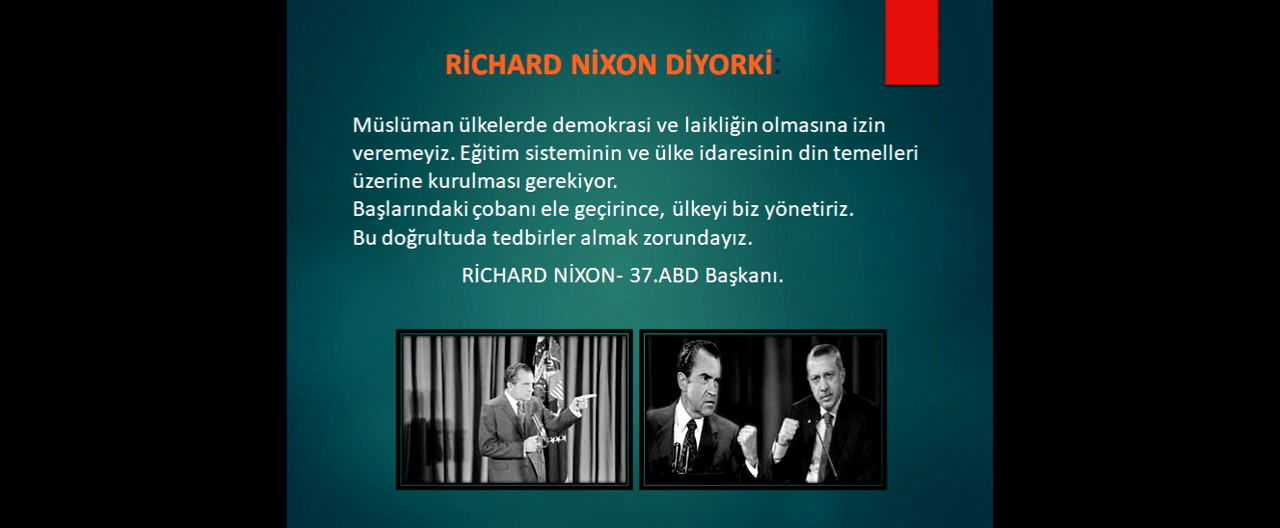 RİCHARD NİXON DİYORKİ:
Müslüman ülkelerde demokrasi ve laikliğin olmasına izin
veremeyiz. Eğitim sisteminin ve ülke idaresinin din temelleri
üzerine kurulması gerekiyor.
Başlarındaki çobanı ele geçirince, ülkeyi biz yönetiriz.
Bu doğrultuda tedbirler almak zorundayız.
RİCHARD NİXON- 37.ABD Başkanı.